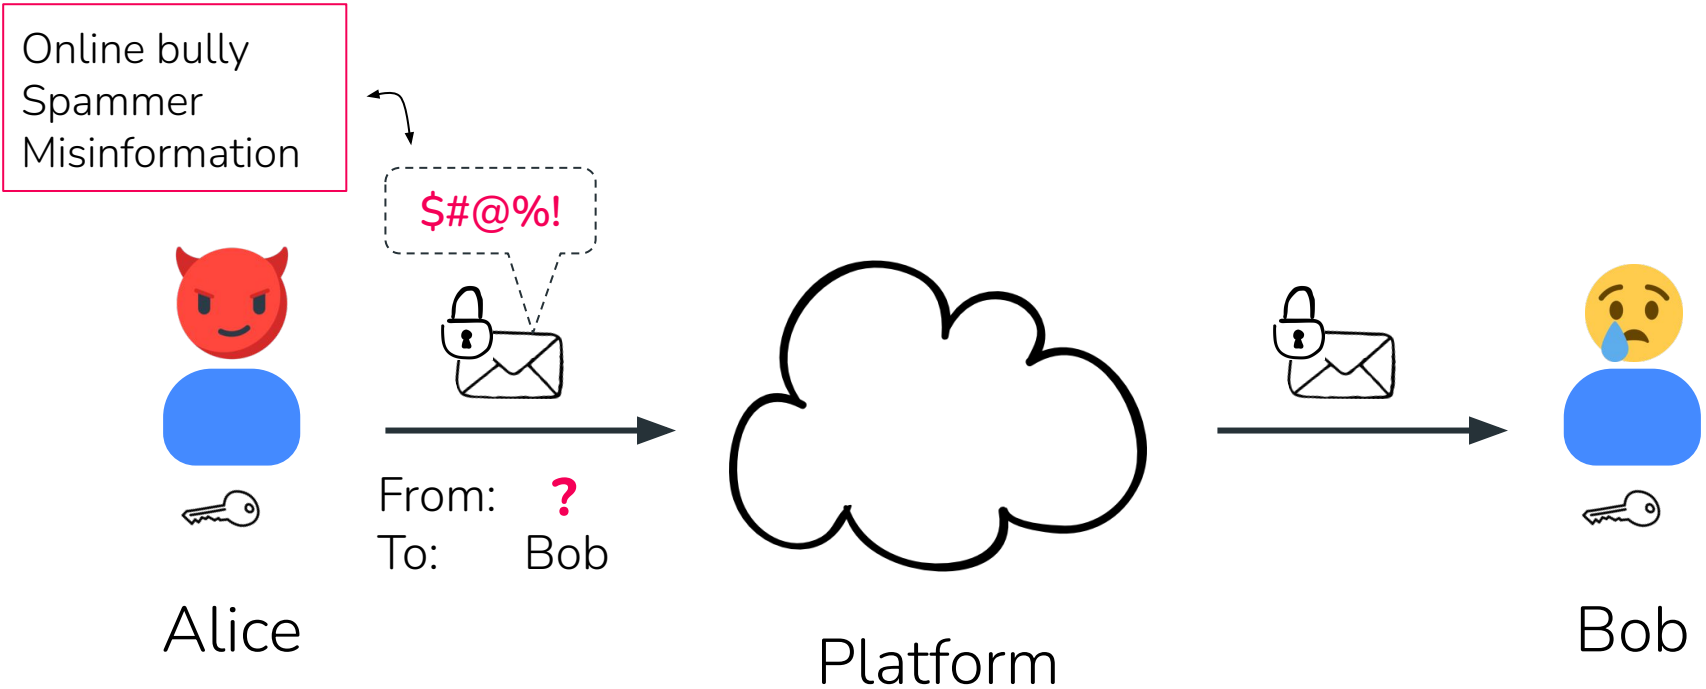 Online bully
Spammer
Misinformation
$#@%!
From: ?
To: Bob
Alice
Platform
Bob